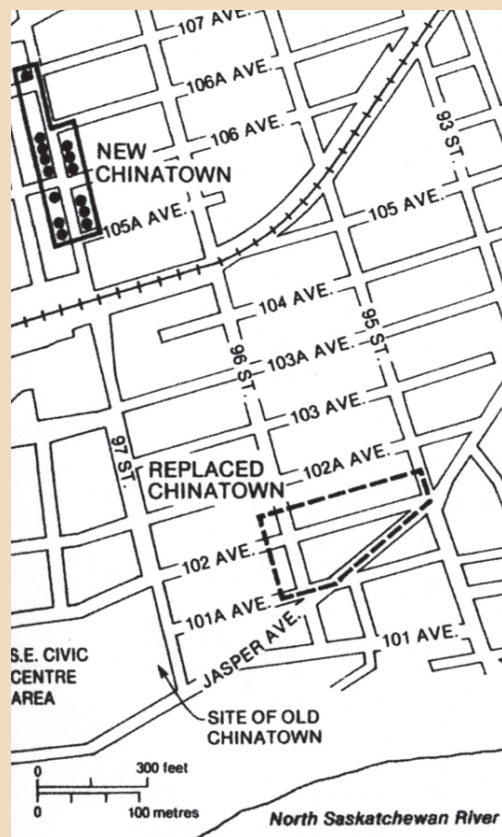 107 AVE.
106A AVE.
106 AVE.
93 ST.
NEW
CHINATOWN
105A AVE.
105 AVE.
104 AVE.
95 ST.
103A AVE.
96 ST.
103 AVE.
97 ST.
102A AVE.
REPLACED
CHINATOWN
102 AVE.
101A AVE.
101 AVE.
JASPER AVE.
S.E. CIVIC
CENTRE
AREA
SITE OF OLD
CHINATOWN
0 300 feet
0 100 metres
North Saskatchewan River